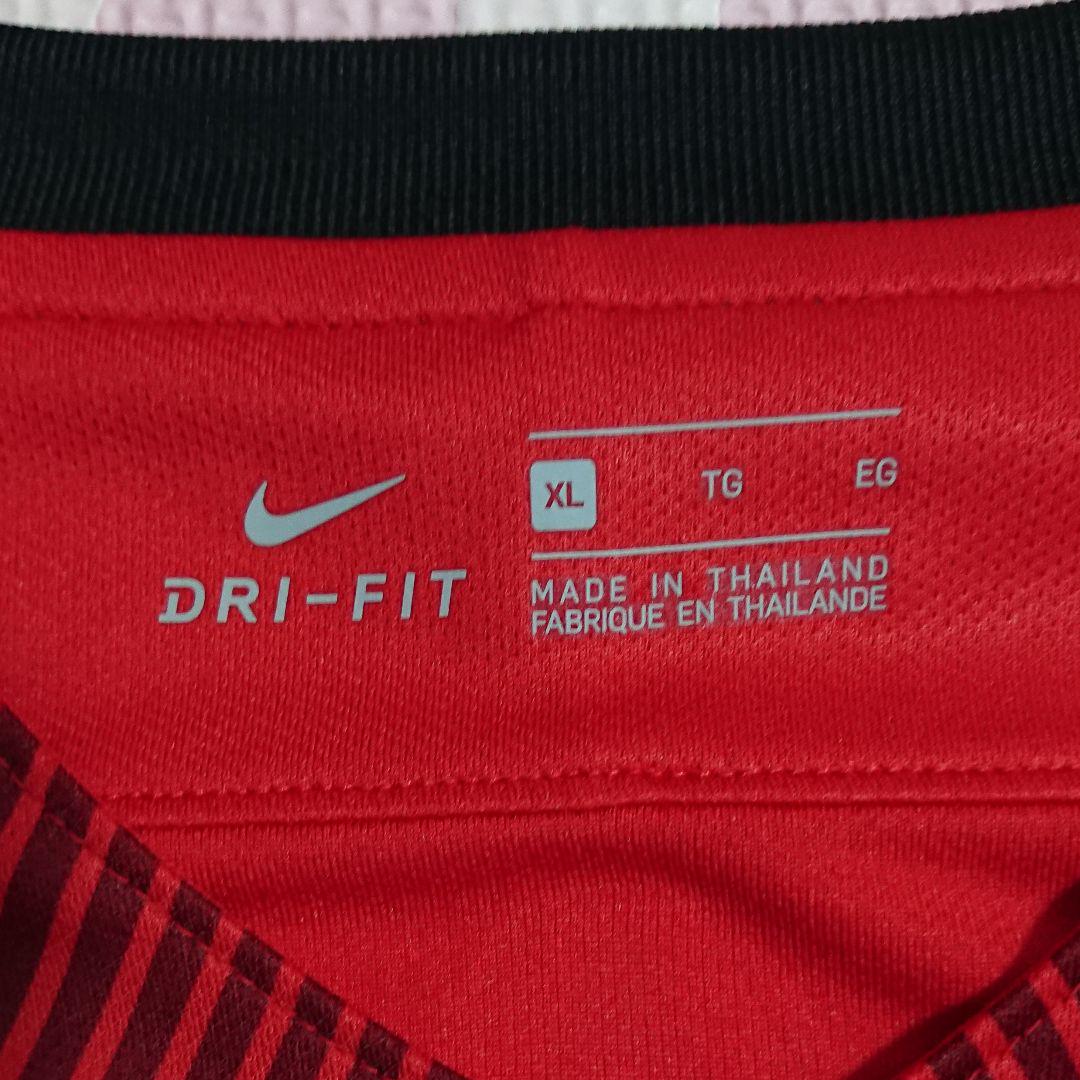 DRI-FIT
XL TG EG
MADE IN THAILAND
FABRIQUE EN THAILANDE